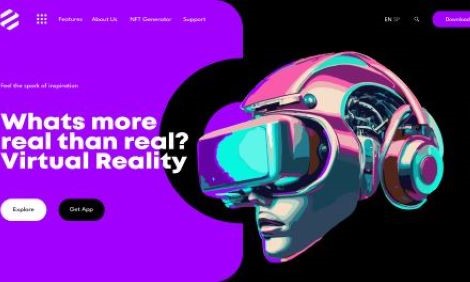 Features
About Us
NFT Generator
Support
EN SP
Download
Feel the spark of inspiration
Whats more
real than real?
Virtual Reality
Explore
Get App